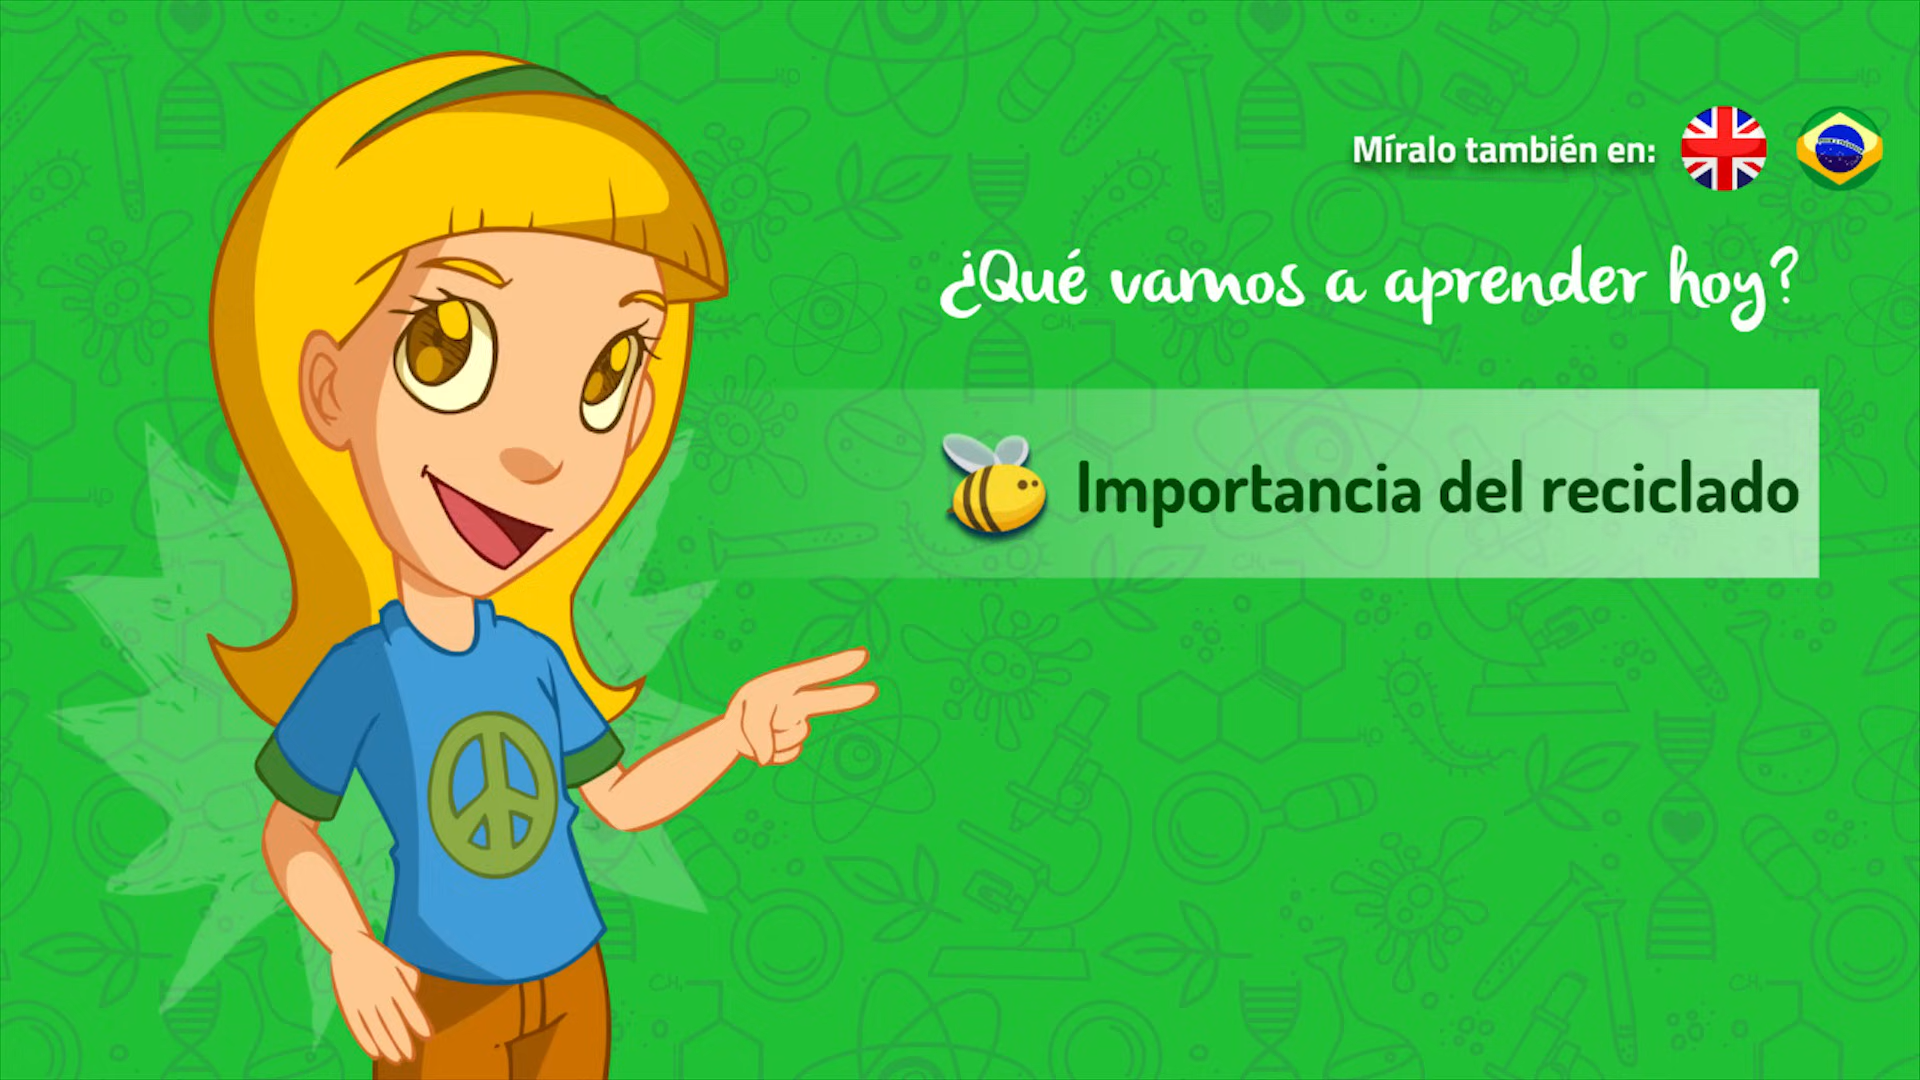 Míralo también en:
¿Qué vamos a aprender hoy?
Importancia del reciclado